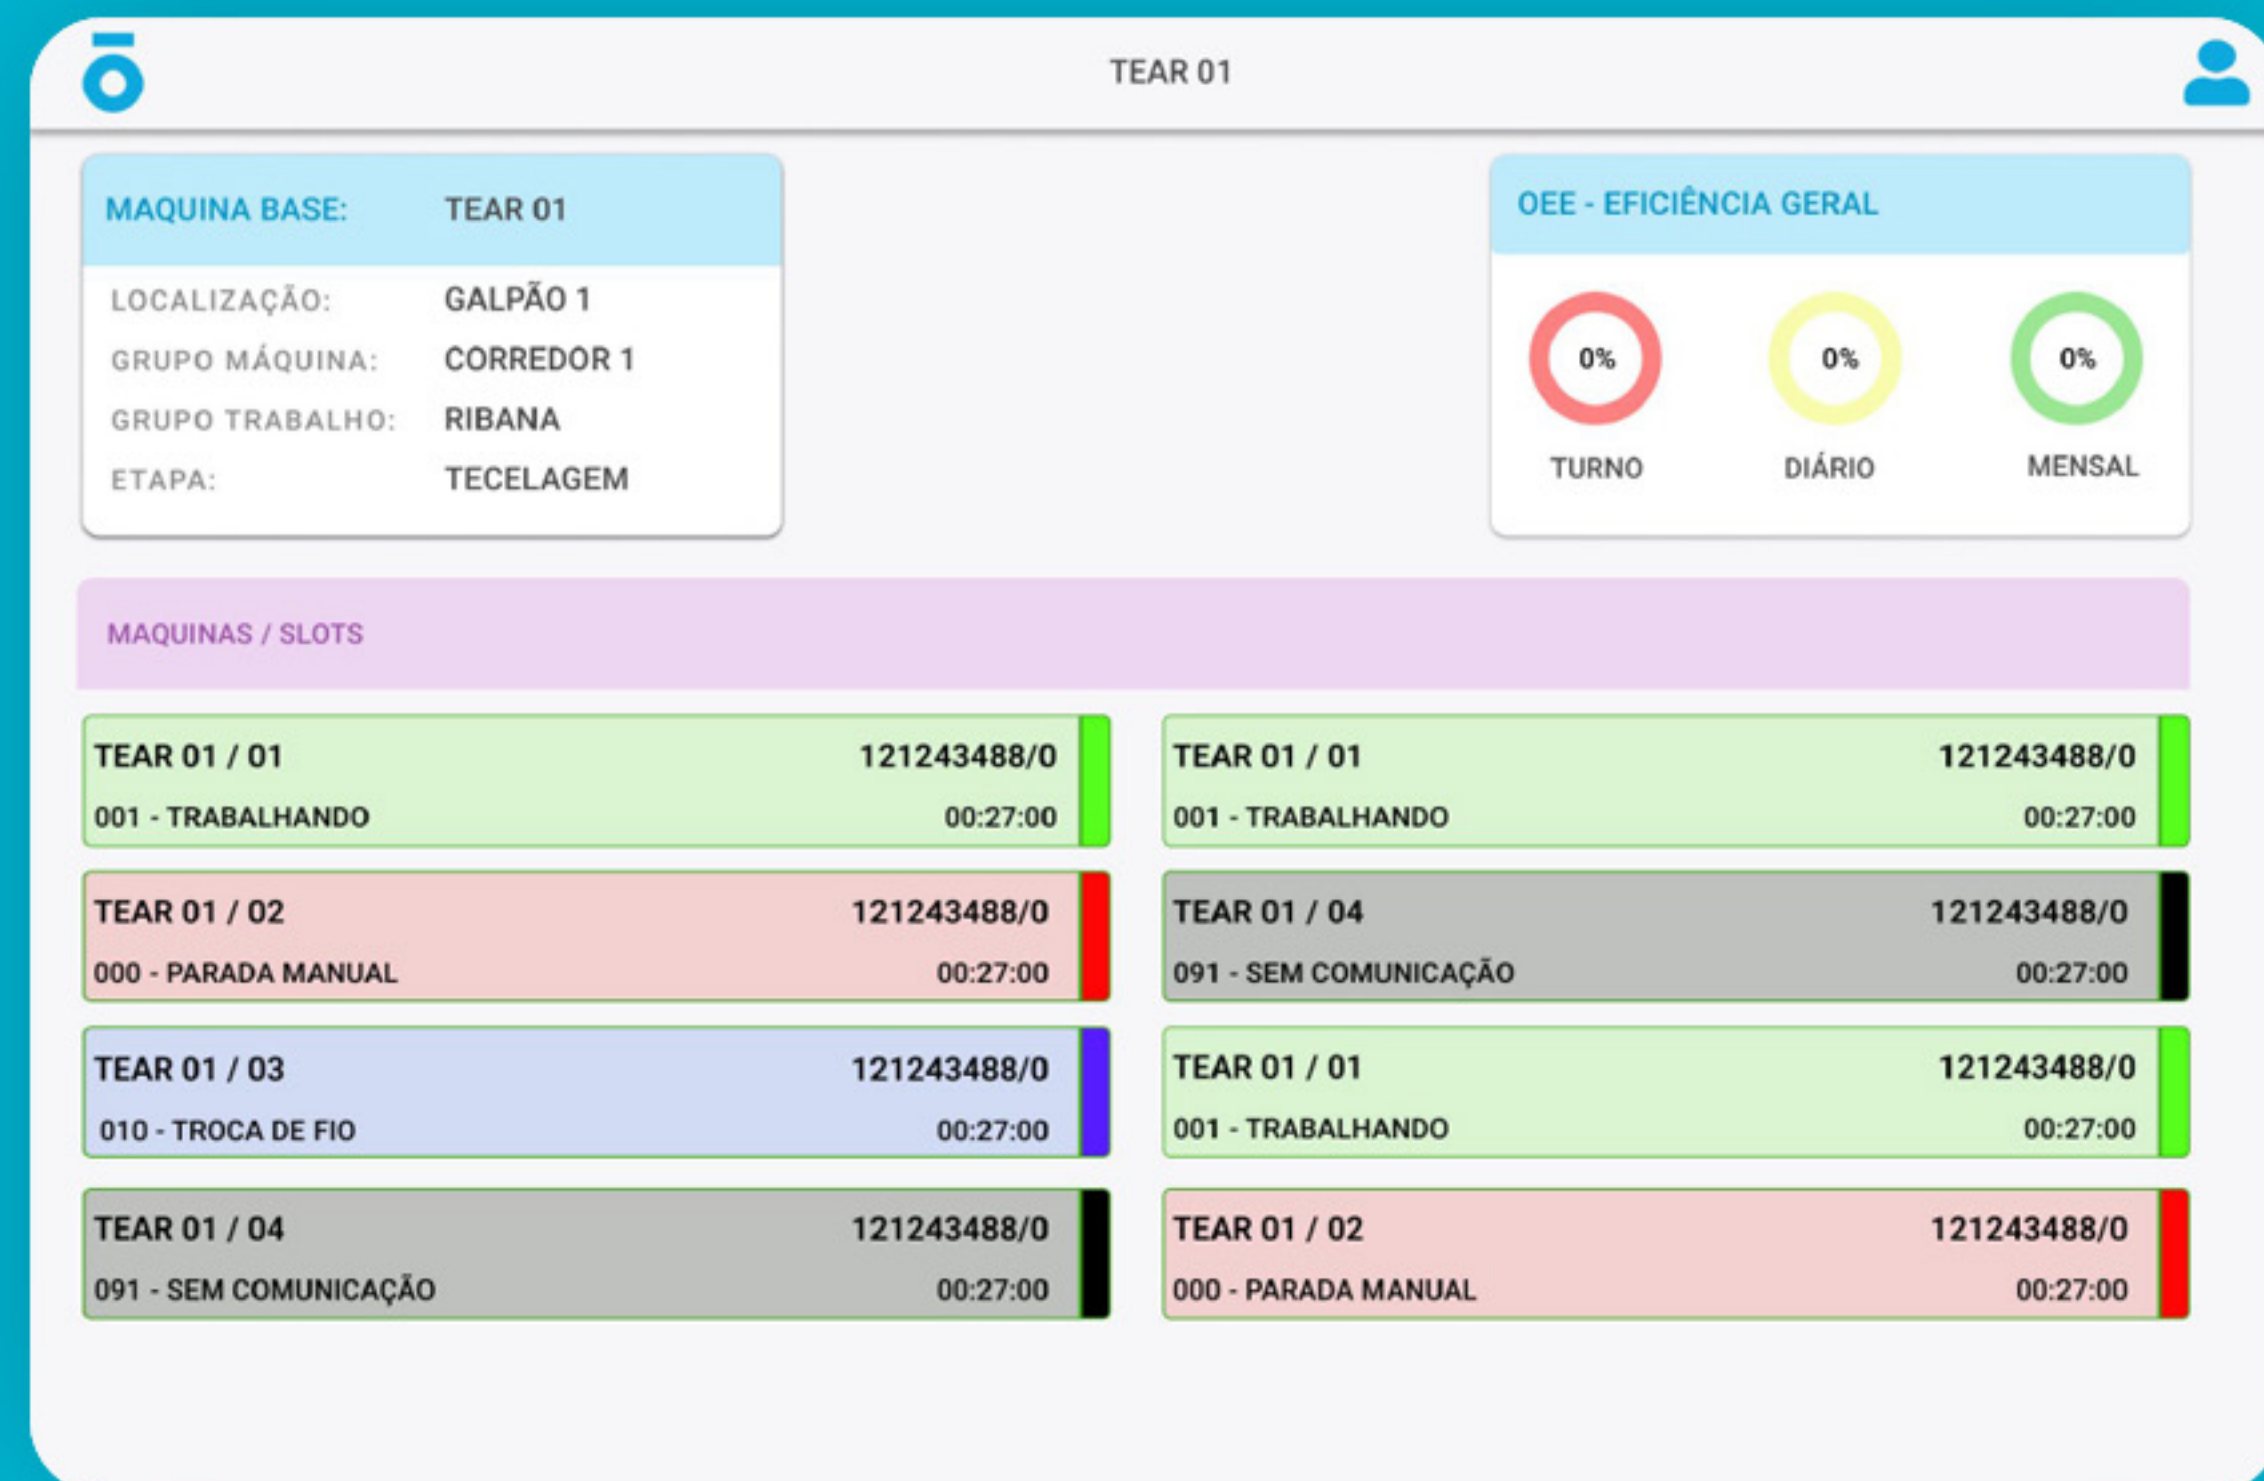 TEAR 01
MAQUINA BASE: TEAR 01
LOCALIZAÇÃO: GALPÃO 1
GRUPO MÁQUINA: CORREDOR 1
GRUPO TRABALHO: RIBANA
ETAPA: TECELAGEM
OEE - EFICIÊNCIA GERAL
0% 0% 0%
TURNO DIÁRIO MENSAL
MAQUINAS / SLOTS
TEAR 01 / 01 121243488/0
001 - TRABALHANDO 00:27:00
TEAR 01 / 02 121243488/0
000 - PARADA MANUAL 00:27:00
TEAR 01 / 03 121243488/0
010 - TROCA DE FIO 00:27:00
TEAR 01 / 04 121243488/0
091 - SEM COMUNICAÇÃO 00:27:00
TEAR 01 / 01 121243488/0
001 - TRABALHANDO 00:27:00
TEAR 01 / 04 121243488/0
091 - SEM COMUNICAÇÃO 00:27:00
TEAR 01 / 01 121243488/0
001 - TRABALHANDO 00:27:00
TEAR 01 / 02 121243488/0
000 - PARADA MANUAL 00:27:00